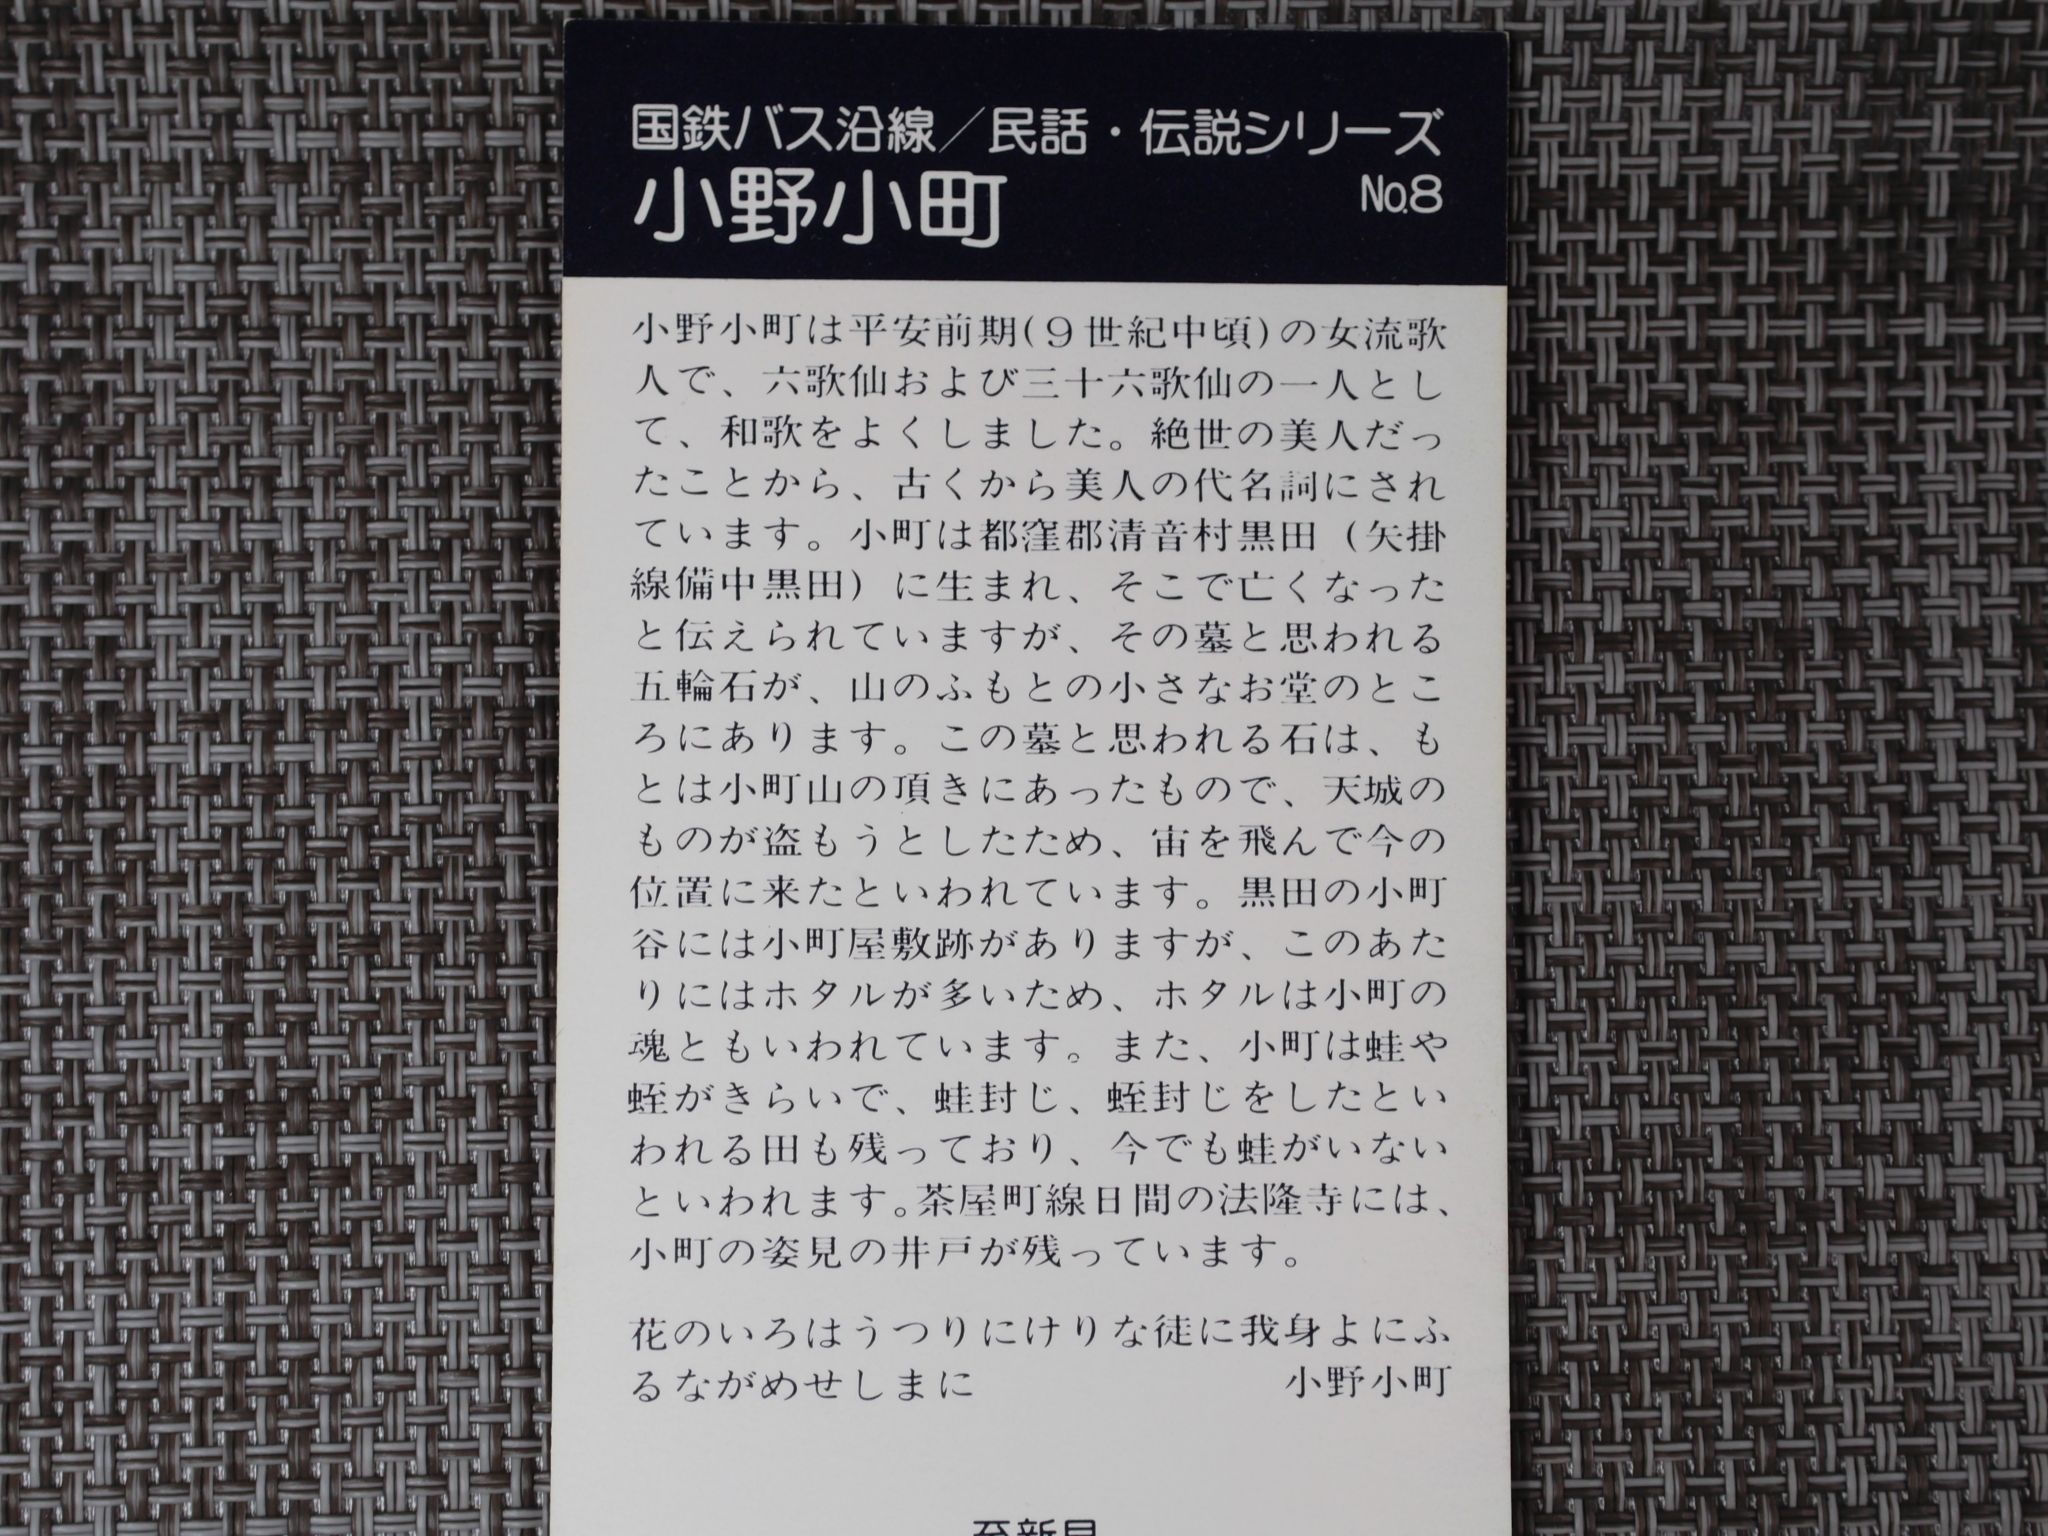 国鉄バス沿線／民話・伝説シリーズ
小野小町 No.8
小野小町は平安前期(９世紀中頃)の女流歌
人で、六歌仙および三十六歌仙の一人とし
て、和歌をよくしました。絶世の美人だっ
たことから、古くから美人の代名詞にされ
ています。小町は都窪郡清音村黒田（矢掛
線備中黒田）に生まれ、そこで亡くなった
と伝えられていますが、その墓と思われる
五輪石が、山のふもとの小さなお堂のとこ
ろにあります。この墓と思われる石は、も
とは小町山の頂きにあったもので、天城の
ものが盗もうとしたため、宙を飛んで今の
位置に来たといわれています。黒田の小町
谷には小町屋敷跡がありますが、このあた
りにはホタルが多いため、ホタルは小町の
魂ともいわれています。また、小町は蛙や
蛭がきらいで、蛙封じ、蛭封じをしたとい
われる田も残っており、今でも蛙がいない
といわれます。茶屋町線日間の法隆寺には、
小町の姿見の井戸が残っています。
花のいろはうつりにけりな徒に我身よにふ
るながめせしまに 小野小町
至新見